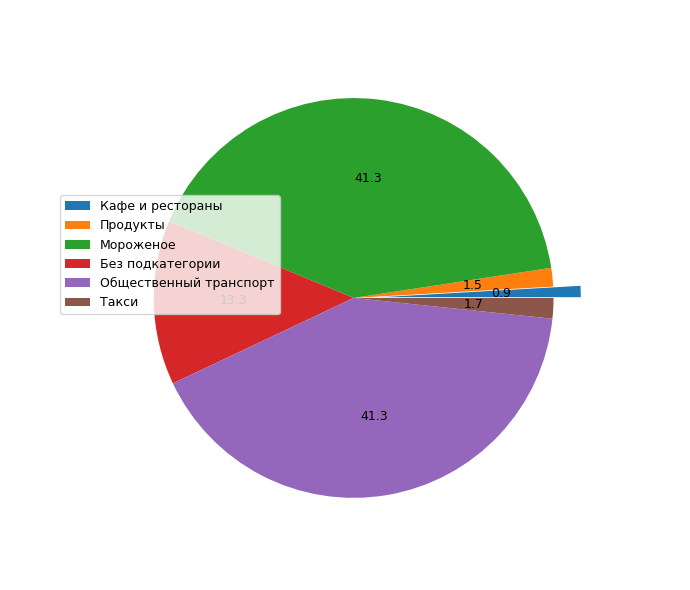 41.3
Кафе и рестораны
Продукты
Мороженое
Без подкатегории
Общественный транспорт
Такси
13.3
1.5
0.9
1.7
41.3